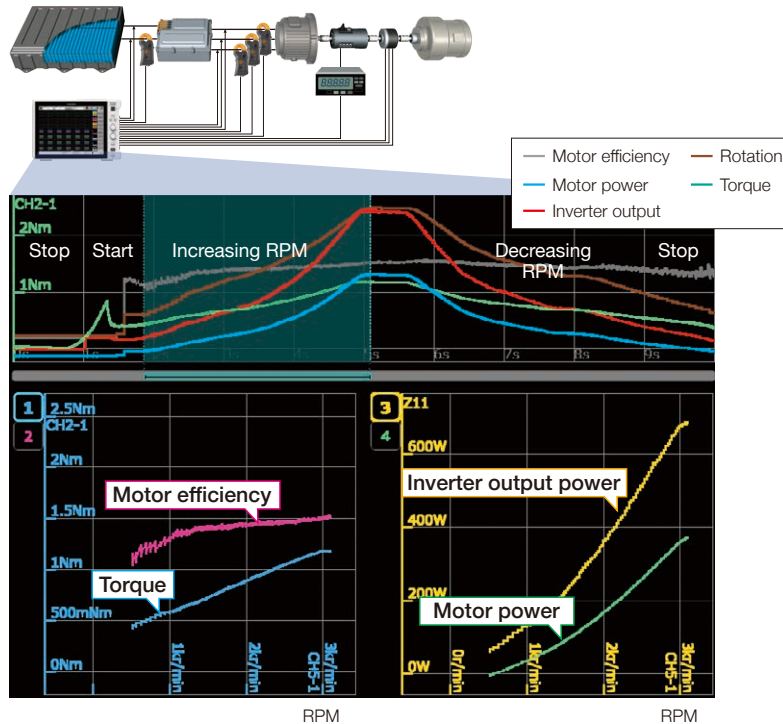 Motor efficiency
Rotation
Motor power
Torque
Inverter output
CH2-1
2Nm
Stop
Start
Increasing RPM
Decreasing
RPM
Stop
1Nm
1s
5s
6s
7s
8s
9s
1
2
2.5Nm
CH2-1
2Nm
Motor efficiency
1.5Nm
1Nm
Torque
500mNm
0Nm
1kr/min
2kr/min
3kr/min
CH5-1
RPM
3
4
Z11
600W
Inverter output power
400W
200W
Motor power
0W
0r/min
1kr/min
2kr/min
3kr/min
CH5-1
RPM